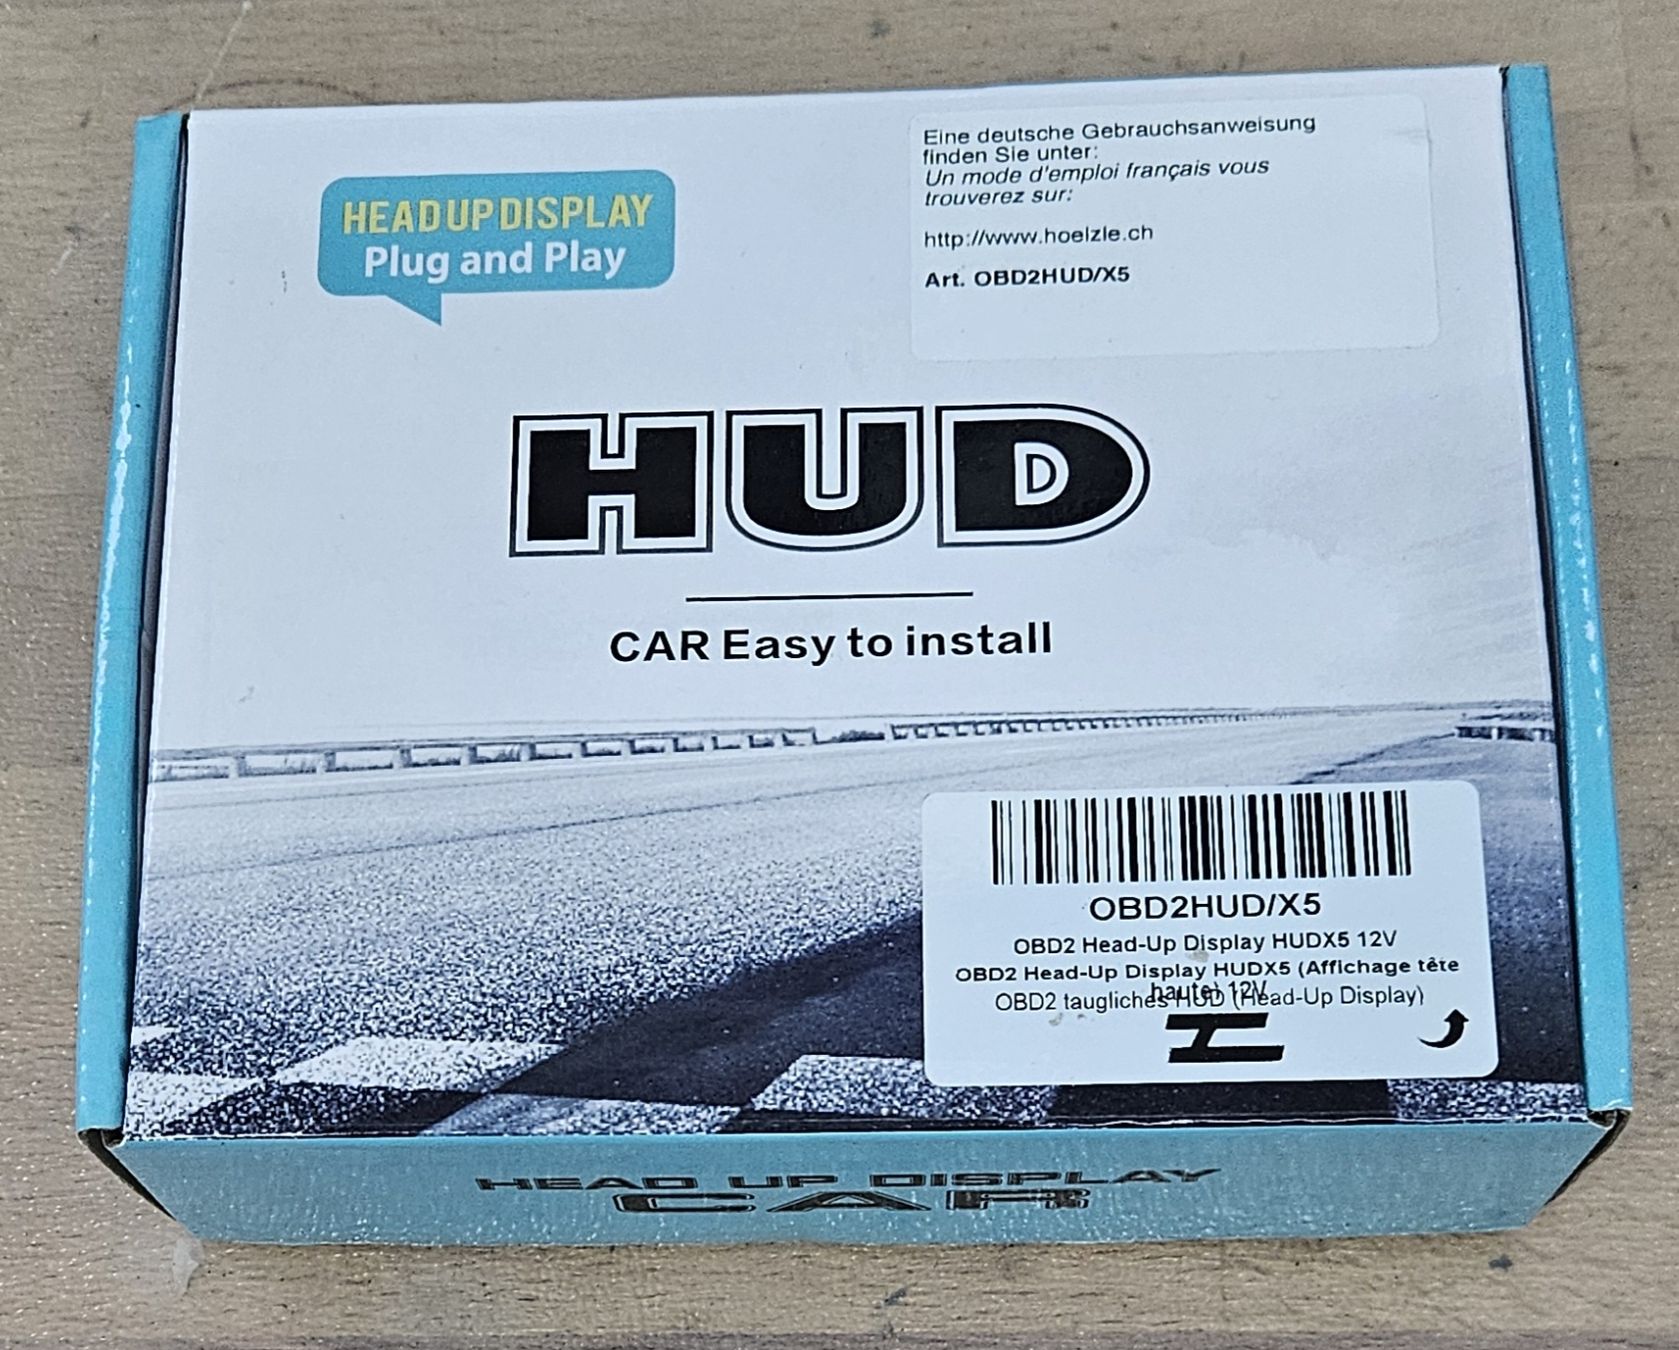 HEAD UP DISPLAY
Plug and Play
Eine deutsche Gebrauchsanweisung
finden Sie unter:
Un mode d'emploi français vous
trouverez sur:
http://www.hoelzle.ch
Art. OBD2HUD/X5
HUD
CAR Easy to install
OBD2HUD/X5
OBD2 Head-Up Display HUDX5 12V
OBD2 Head-Up Display HUDX5 (Affichage tête
haute) 12V
OBD2 taugliches HUD (Head-Up Display)
HEAD UP DISPLAY
CAR